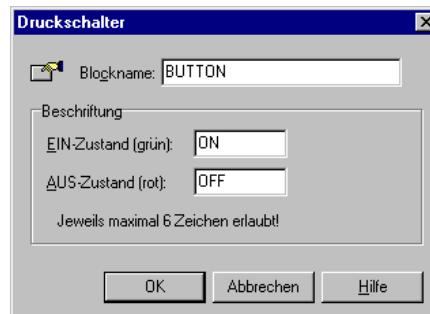 Druckschalter
Blockname: BUTTON
Beschriftung
EIN-Zustand (grün): ON
AUS-Zustand (rot): OFF
Jeweils maximal 6 Zeichen erlaubt!
OK Abbrechen Hilfe